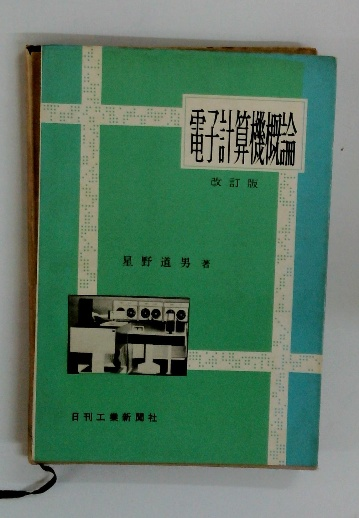 電子計算機概論
改訂版
星野道男 著
日刊工業新聞社